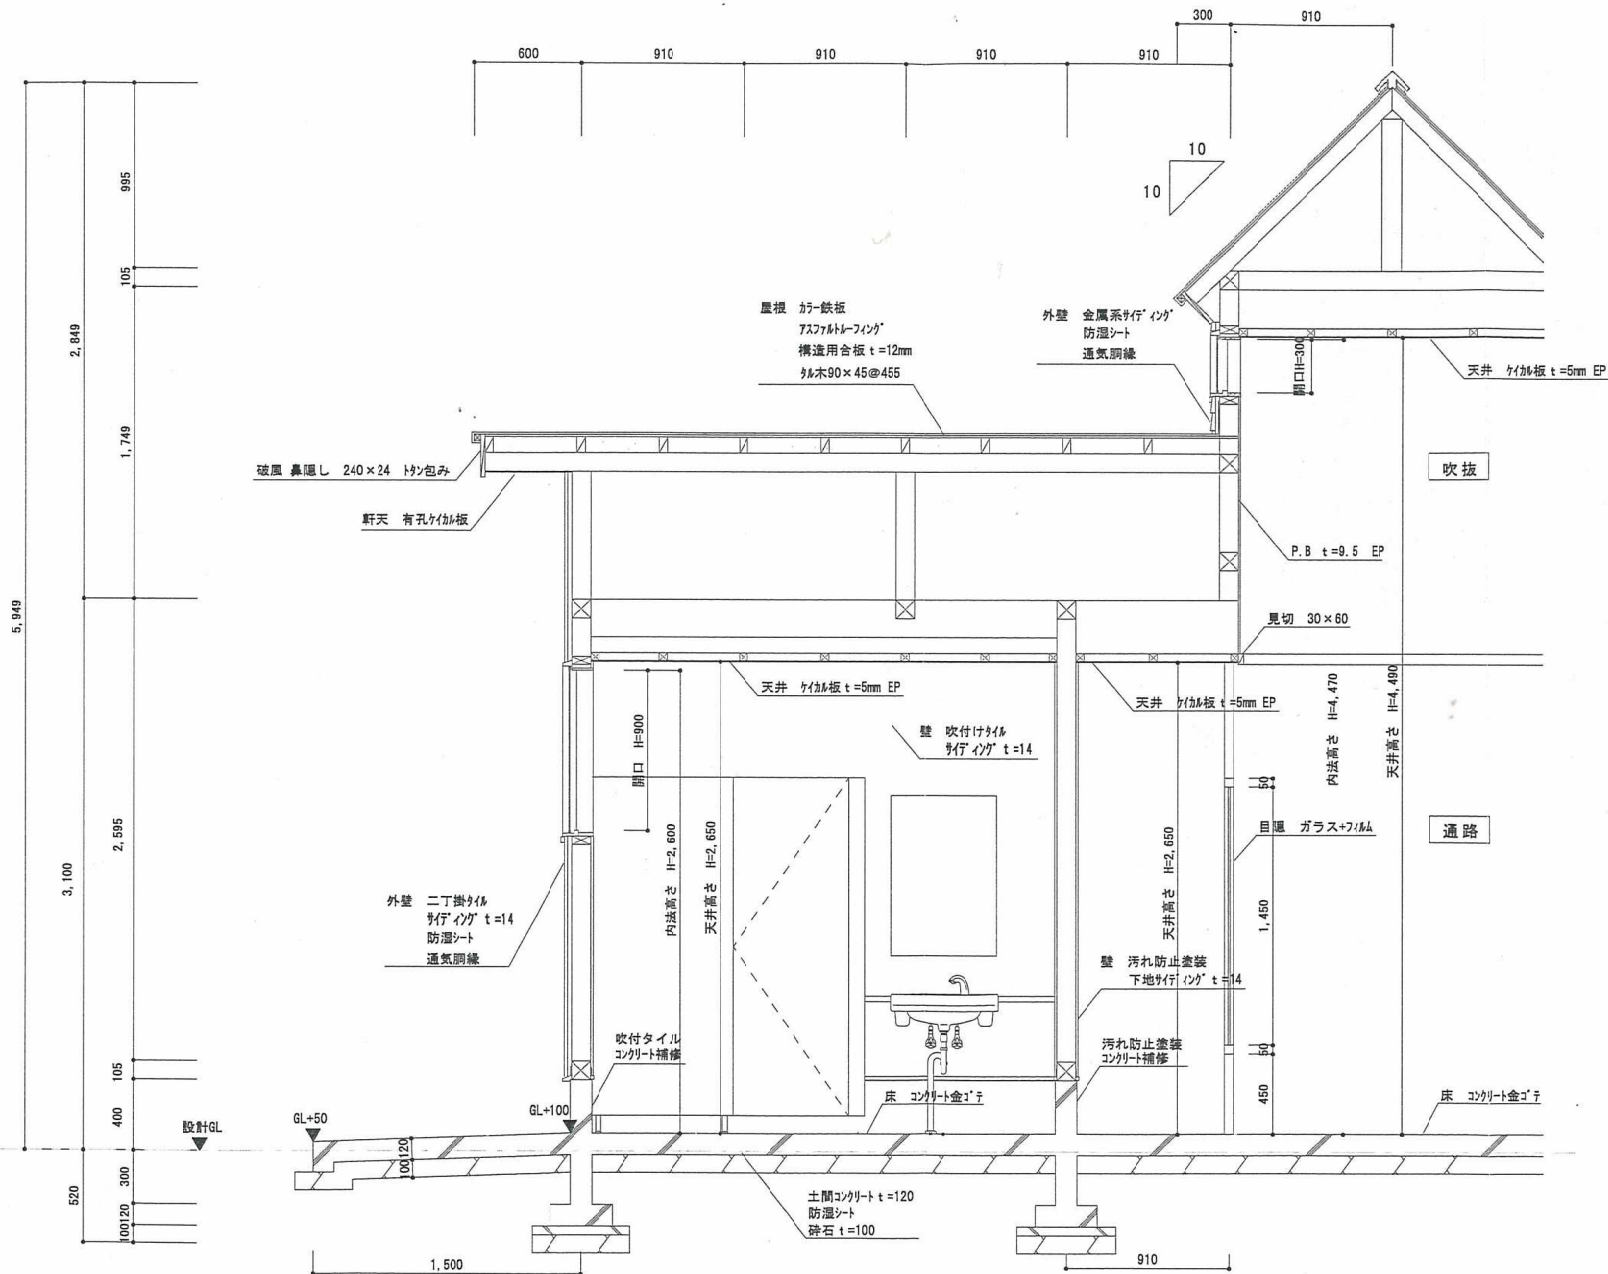 300
910
600
910
910
910
910
10
10
995
105
2,849
1,749
5,949
2,595
3,100
105
400
300
520
120
100
屋根 カラー鉄板
アスファルトルーフィング
構造用合板 t=12mm
タル木90×45@455
外壁 金属系サイディング
防湿シート
通気胴縁
開口H=300
天井 ケイカル板 t=5mm EP
破風 鼻隠し 240×24 トタン包み
軒天 有孔ケイカル板
吹抜
P.B t=9.5 EP
見切 30×60
天井 ケイカル板 t=5mm EP
天井 ケイカル板 t=5mm EP
開口 H=900
壁 吹付けタイル
サイディング t=14
内法高さ H=4,470
天井高さ H=4,490
50
目隠 ガラス+フィルム
通路
内法高さ H=2,600
天井高さ H=2,650
天井高さ H=2,650
1,450
外壁 二丁掛タイル
サイディング t=14
防湿シート
通気胴縁
壁 汚れ防止塗装
下地サイディング t=14
吹付タイル
コンクリート補修
汚れ防止塗装
コンクリート補修
50
450
床 コンクリート金ゴテ
床 コンクリート金ゴテ
設計GL
GL+50
GL+100
120
100
土間コンクリート t=120
防湿シート
砕石 t=100
1,500
910